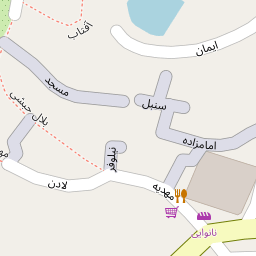 آفتاب
ایمان
مسجد
سنبل
بلال حبشی
امامزاده
نیلوفر
لادن
مهدیه
نانوایی